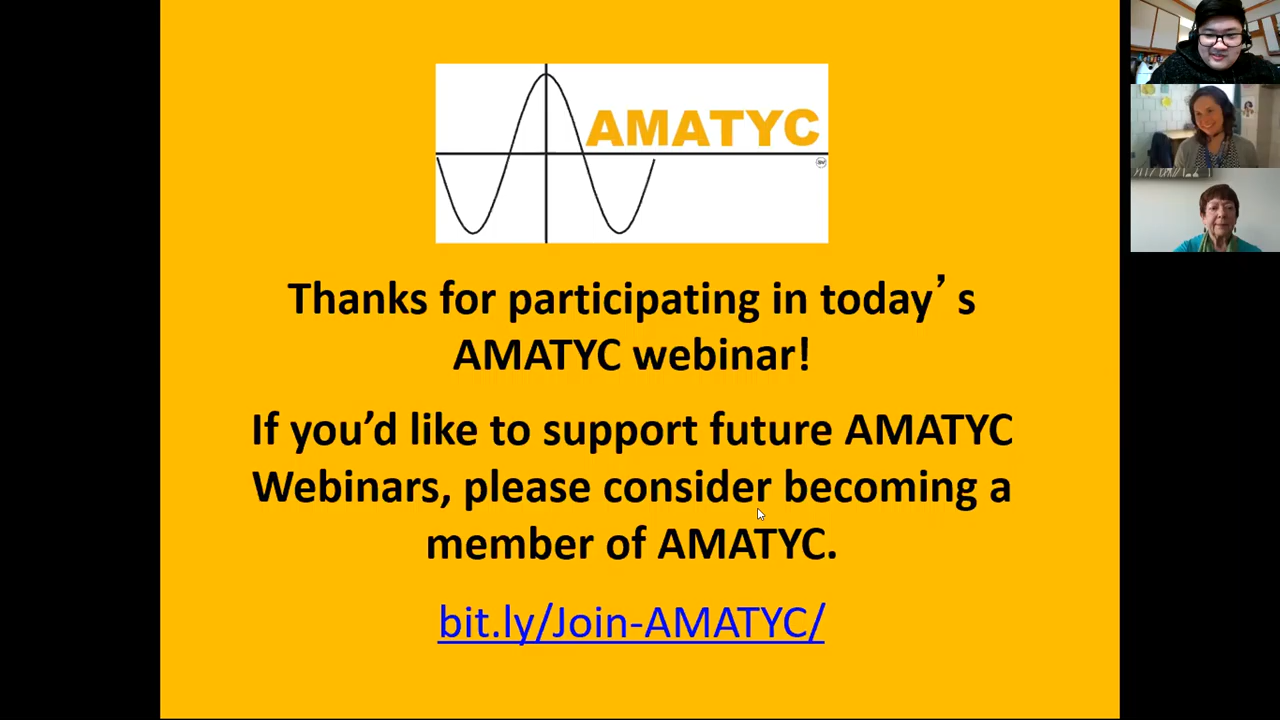 AMATYC
Thanks for participating in today’s
AMATYC webinar!
If you’d like to support future AMATYC
Webinars, please consider becoming a
member of AMATYC.
bit.ly/Join-AMATYC/